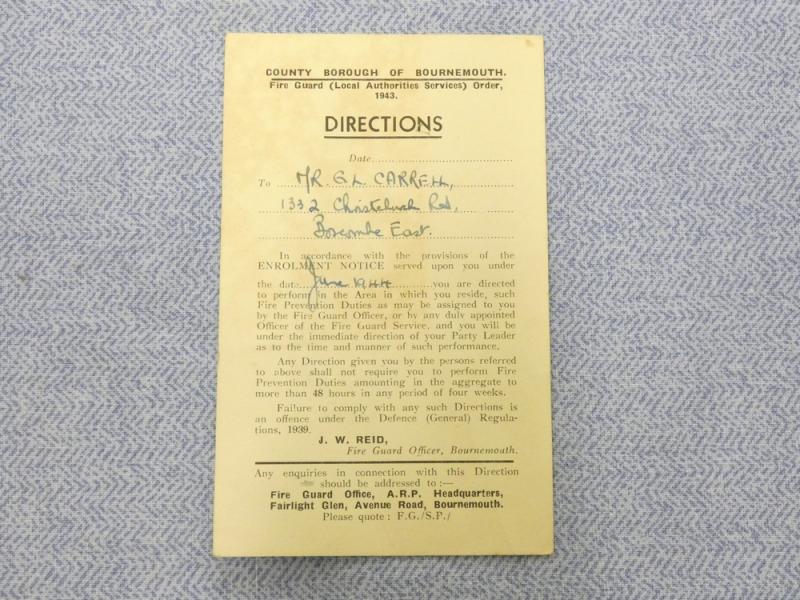 COUNTY BOROUGH OF BOURNEMOUTH.
Fire Guard (Local Authorities Services) Order,
1943.
DIRECTIONS
Date
To MR. G. L. CARRELL,
1332 Christchurch Rd,
Boscombe East.
In accordance with the provisions of the
ENROLMENT NOTICE served upon you under
the date June 1944 you are directed
to perform in the Area in which you reside, such
Fire Prevention Duties as may be assigned to you
by the Fire Guard Officer, or by any duly appointed
Officer of the Fire Guard Service, and you will be
under the immediate direction of your Party Leader
as to the time and manner of such performance.
Any Direction given you by the persons referred
to above shall not require you to perform Fire
Prevention Duties amounting in the aggregate to
more than 48 hours in any period of four weeks.
Failure to comply with any such Directions is
an offence under the Defence (General) Regula-
tions, 1939.
J. W. REID,
Fire Guard Officer, Bournemouth.
Any enquiries in connection with this Direction
should be addressed to :—
Fire Guard Office, A.R.P. Headquarters,
Fairlight Glen, Avenue Road, Bournemouth.
Please quote : F.G./S.P./